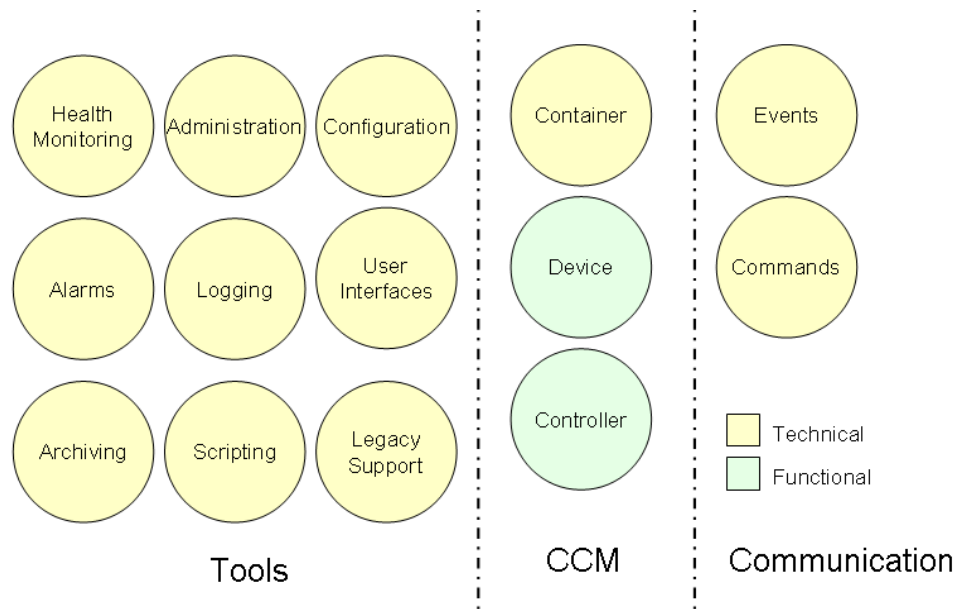 Health
Monitoring
Administration
Configuration
Alarms
Logging
User
Interfaces
Archiving
Scripting
Legacy
Support
Tools
Container
Device
Controller
CCM
Events
Commands
Technical
Functional
Communication